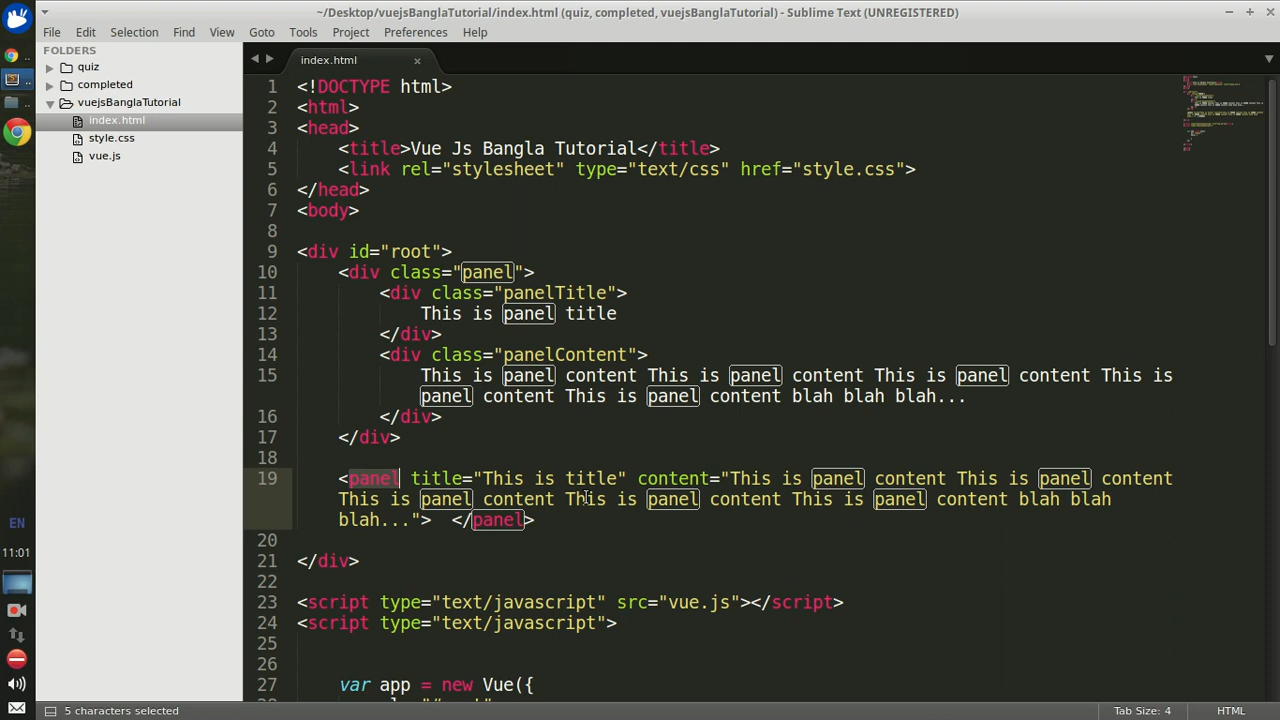 ~/Desktop/vuejsBanglaTutorial/index.html (quiz, completed, vuejsBanglaTutorial) - Sublime Text (UNREGISTERED)
File Edit Selection Find View Goto Tools Project Preferences Help
FOLDERS
quiz
completed
vuejsBanglaTutorial
index.html
style.css
vue.js
index.html
1 <!DOCTYPE html>
2 <html>
3 <head>
4 <title>Vue Js Bangla Tutorial</title>
5 <link rel="stylesheet" type="text/css" href="style.css">
6 </head>
7 <body>
8
9 <div id="root">
10 <div class="panel">
11 <div class="panelTitle">
12 This is panel title
13 </div>
14 <div class="panelContent">
15 This is panel content This is panel content This is panel content This is
panel content This is panel content blah blah blah...
16 </div>
17 </div>
18
19 <panel title="This is title" content="This is panel content This is panel content
This is panel content This is panel content This is panel content blah blah
blah..."> </panel>
20
21 </div>
22
23 <script type="text/javascript" src="vue.js"></script>
24 <script type="text/javascript">
25
26
27 var app = new Vue({
EN
11:01
5 characters selected
Tab Size: 4
HTML